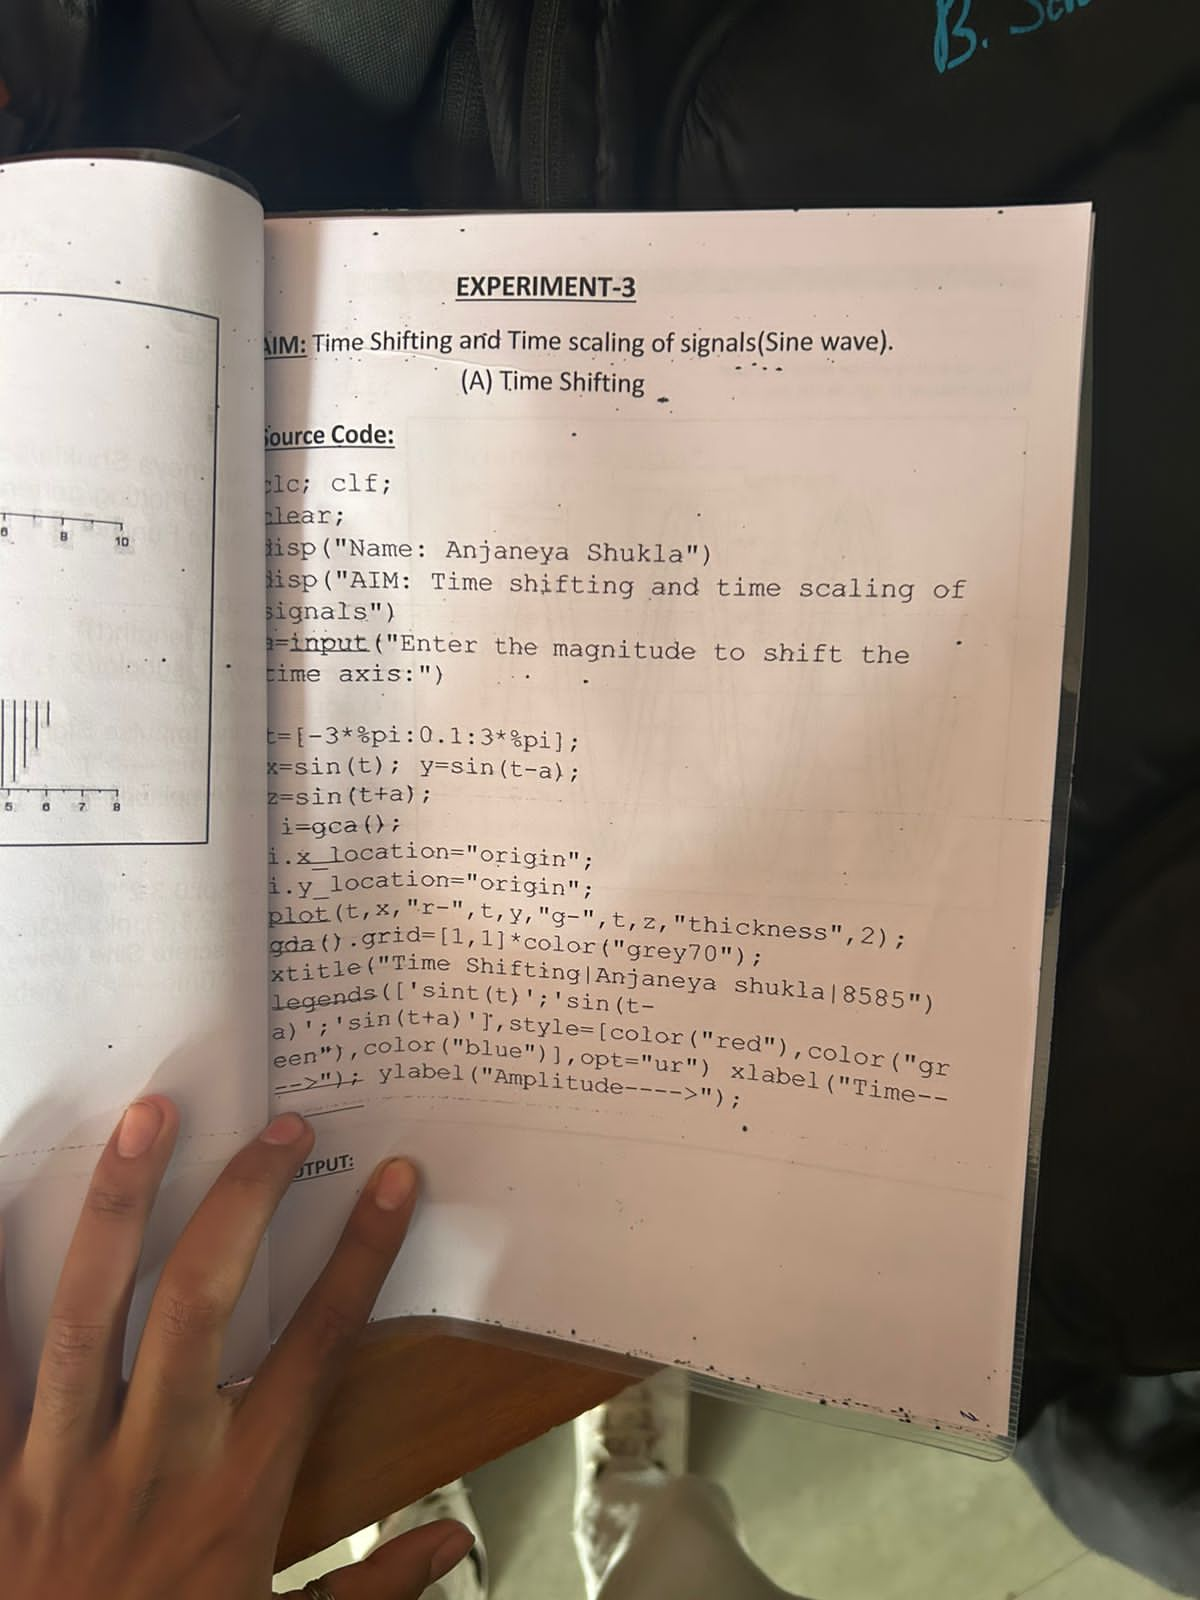 B.
EXPERIMENT-3
AIM: Time Shifting and Time scaling of signals(Sine wave).
(A) Time Shifting
Source Code:
clc; clf;
clear;
disp("Name: Anjaneya Shukla")
disp("AIM: Time shifting and time scaling of
signals")
a=input("Enter the magnitude to shift the
time axis:")
t=[-3*%pi:0.1:3*%pi];
x=sin(t); y=sin(t-a);
z=sin(t+a);
i=gca();
i.x_location="origin";
i.y_location="origin";
plot(t,x,"r-",t,y,"g-",t,z,"thickness",2);
gda().grid=[1,1]*color("grey70");
xtitle("Time Shifting|Anjaneya shukla|8585")
legends(['sint(t)';'sin(t-
a)';'sin(t+a)'],style=[color("red"),color("gr
een"),color("blue")],opt="ur") xlabel("Time--
-->"); ylabel("Amplitude---->");
UTPUT:
6 8 10
5 6 7 8